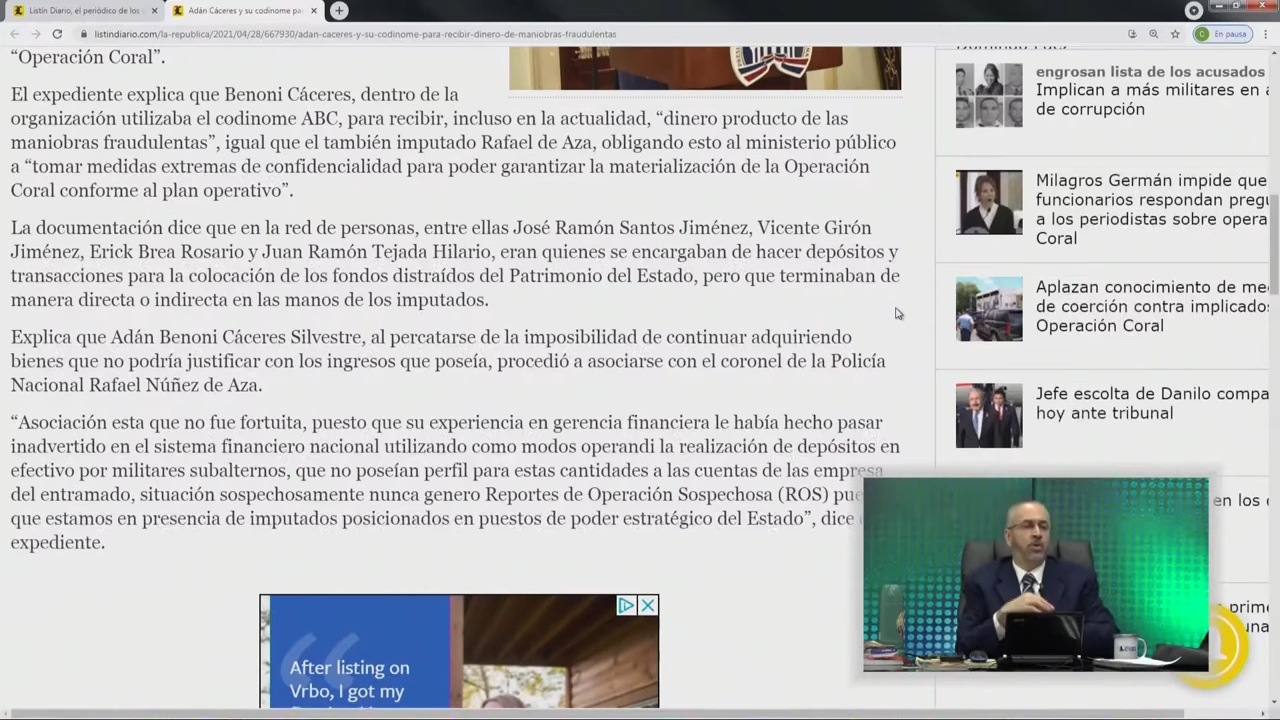 Listín Diario, el periódico de los
Adán Cáceres y su codinome pa
listindiario.com/la-republica/2021/04/28/667930/adan-caceres-y-su-codinome-para-recibir-dinero-de-maniobras-fraudulentas
En pausa
“Operación Coral”.
El expediente explica que Benoni Cáceres, dentro de la
organización utilizaba el codinome ABC, para recibir, incluso en la actualidad, “dinero producto de las
maniobras fraudulentas”, igual que el también imputado Rafael de Aza, obligando esto al ministerio público
a “tomar medidas extremas de confidencialidad para poder garantizar la materialización de la Operación
Coral conforme al plan operativo”.
La documentación dice que en la red de personas, entre ellas José Ramón Santos Jiménez, Vicente Girón
Jiménez, Erick Brea Rosario y Juan Ramón Tejada Hilario, eran quienes se encargaban de hacer depósitos y
transacciones para la colocación de los fondos distraídos del Patrimonio del Estado, pero que terminaban de
manera directa o indirecta en las manos de los imputados.
Explica que Adán Benoni Cáceres Silvestre, al percatarse de la imposibilidad de continuar adquiriendo
bienes que no podría justificar con los ingresos que poseía, procedió a asociarse con el coronel de la Policía
Nacional Rafael Núñez de Aza.
“Asociación esta que no fue fortuita, puesto que su experiencia en gerencia financiera le había hecho pasar
inadvertido en el sistema financiero nacional utilizando como modos operandi la realización de depósitos en
efectivo por militares subalternos, que no poseían perfil para estas cantidades a las cuentas de las empresa
del entramado, situación sospechosamente nunca genero Reportes de Operación Sospechosa (ROS) pue
que estamos en presencia de imputados posicionados en puestos de poder estratégico del Estado”, dice
expediente.
After listing on
Vrbo, I got my
engrosan lista de los acusados
Implican a más militares en a
de corrupción
Milagros Germán impide que
funcionarios respondan pregu
a los periodistas sobre opera
Coral
Aplazan conocimiento de me
de coerción contra implicados
Operación Coral
Jefe escolta de Danilo compa
hoy ante tribunal
en los
prime
una